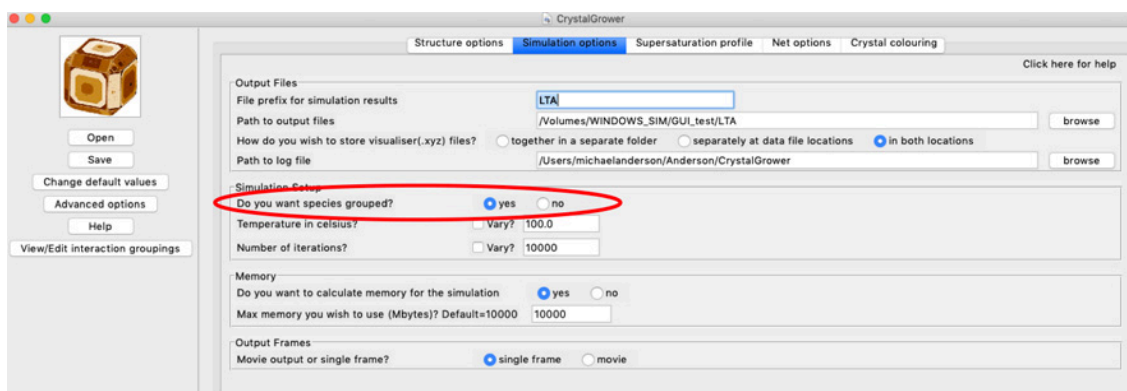 CrystalGrower
Structure options Simulation options Supersaturation profile Net options Crystal colouring
Click here for help
Open
Save
Change default values
Advanced options
Help
View/Edit interaction groupings
Output Files
File prefix for simulation results LTA
Path to output files /Volumes/WINDOWS_SIM/GUI_test/LTA browse
How do you wish to store visualiser(.xyz) files? together in a separate folder separately at data file locations in both locations
Path to log file /Users/michaelanderson/Anderson/CrystalGrower browse
Simulation Setup
Do you want species grouped? yes no
Temperature in celsius? Vary? 100.0
Number of iterations? Vary? 10000
Memory
Do you want to calculate memory for the simulation yes no
Max memory you wish to use (Mbytes)? Default=10000 10000
Output Frames
Movie output or single frame? single frame movie